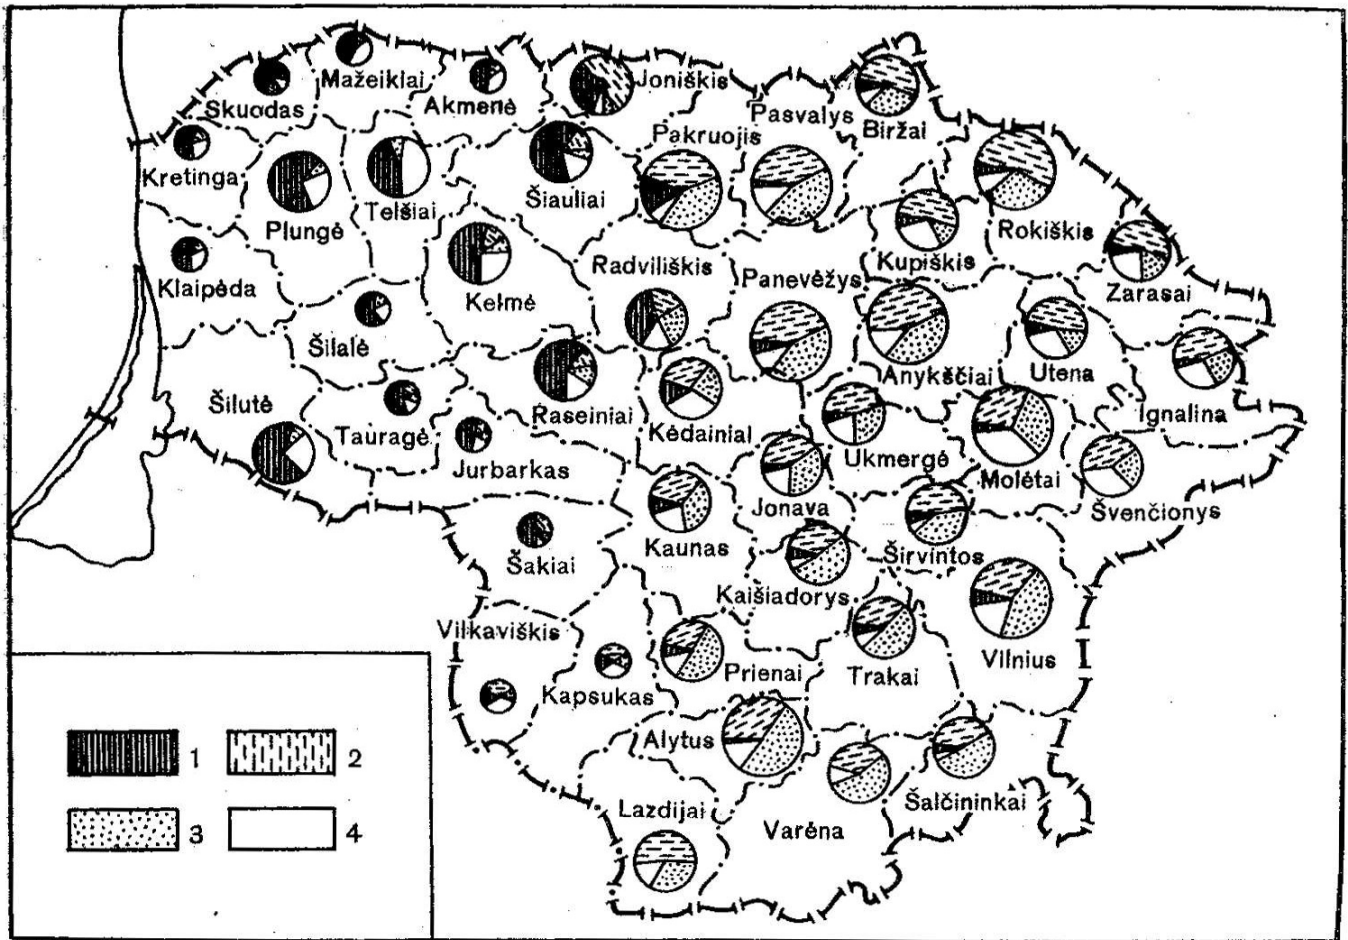 Mažeikiai
Joniškis
Skuodas
Akmenė
Pasvalys
Biržai
Pakruojis
Kretinga
Telšiai
Šiauliai
Plungė
Rokiškis
Kupiškis
Radviliškis
Panevėžys
Klaipėda
Kelmė
Zarasai
Šilalė
Anykščiai
Utena
Šilutė
Raseiniai
Ignalina
Tauragė
Kėdainiai
Ukmergė
Jurbarkas
Molėtai
Jonava
Švenčionys
Kaunas
Širvintos
Šakiai
Kaišiadorys
Vilkaviškis
Vilnius
Prienai
Trakai
Kapsukas
Alytus
Šalčininkai
Lazdijai
Varėna
1
2
3
4